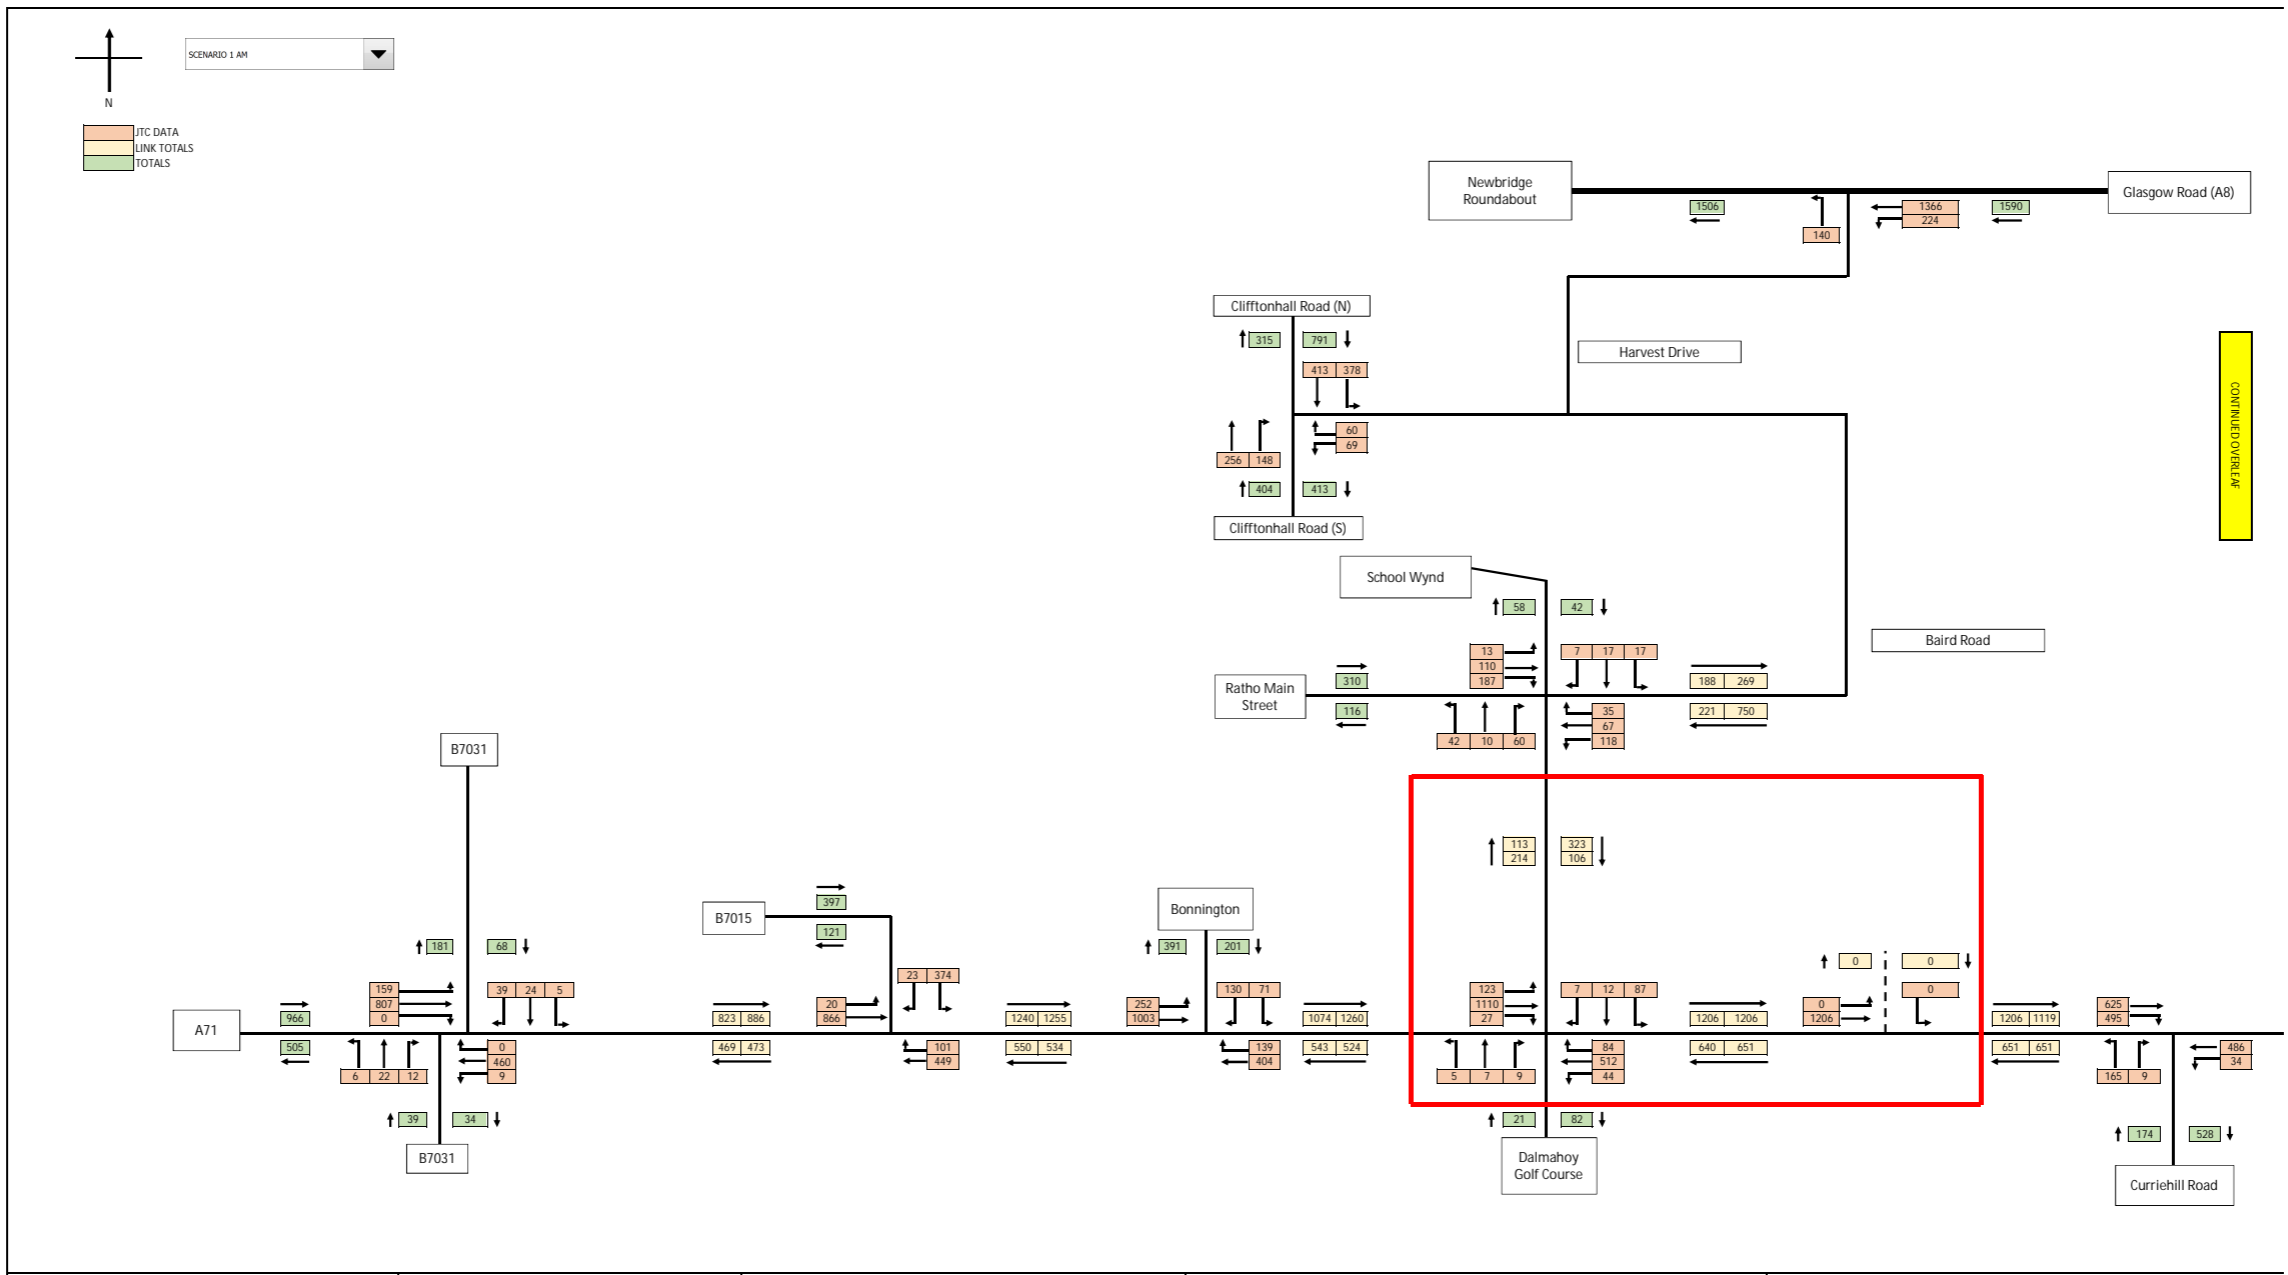 SCENARIO 1 AM
N
JTC DATA
LINK TOTALS
TOTALS
Newbridge
Roundabout
Glasgow Road (A8)
1506
140
1366
224
1590
Clifftonhall Road (N)
315
791
413 378
Harvest Drive
60
69
256 148
404
413
Clifftonhall Road (S)
CONTINUED OVERLEAF
School Wynd
58
42
Baird Road
13
110
187
7 17 17
188 269
Ratho Main
Street
310
116
42 10 60
35
67
118
221 750
B7031
113
214
323
106
B7015
397
121
Bonnington
391
201
181
68
159
807
0
39 24 5
A71
966
505
6 22 12
0
460
9
39
34
B7031
823 886
469 473
23 374
20
866
101
449
1240 1255
550 534
252
1003
130 71
139
404
1074 1260
543 524
123
1110
27
7 12 87
5 7 9
84
512
44
21
82
Dalmahoy
Golf Course
1206 1206
640 651
0
0
0
1206
0
1206 1119
651 651
625
495
165 9
486
34
174
528
Curriehill Road